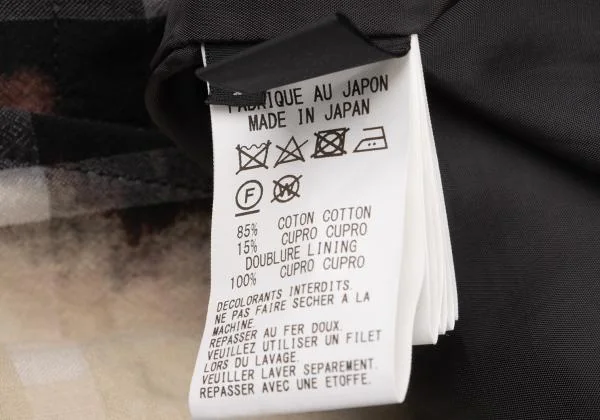 FABRIQUE AU JAPON
MADE IN JAPAN
F W
85% COTON COTTON
15% CUPRO CUPRO
DOUBLURE LINING
100% CUPRO CUPRO
DECOLORANTS INTERDITS.
NE PAS FAIRE SECHER A LA
MACHINE.
REPASSER AU FER DOUX.
VEUILLEZ UTILISER UN FILET
LORS DU LAVAGE.
VEUILLER LAVER SEPAREMENT.
REPASSER AVEC UNE ETOFFE.